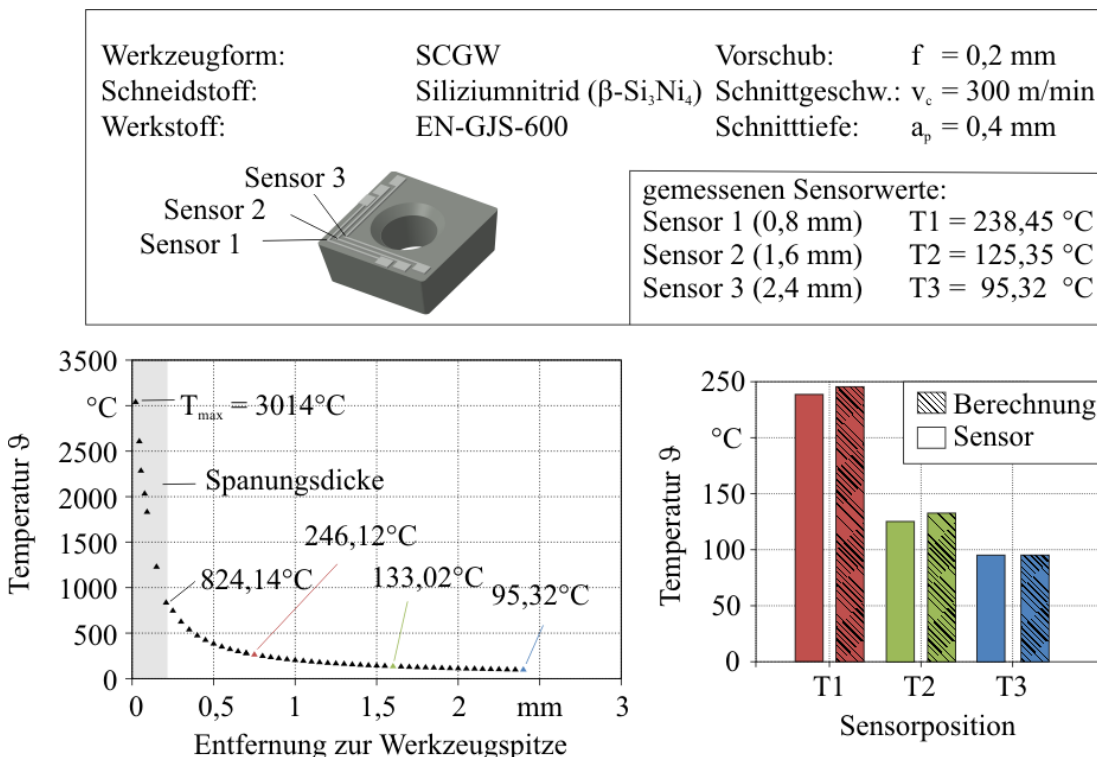 Werkzeugform: SCGW Vorschub: f = 0,2 mm
Schneidstoff: Siliziumnitrid (β-Si₃Ni₄) Schnittgeschw.: v_c = 300 m/min
Werkstoff: EN-GJS-600 Schnitttiefe: a_p = 0,4 mm
Sensor 3
Sensor 2
Sensor 1
gemessenen Sensorwerte:
Sensor 1 (0,8 mm) T1 = 238,45 °C
Sensor 2 (1,6 mm) T2 = 125,35 °C
Sensor 3 (2,4 mm) T3 = 95,32 °C
3500
°C
2500
2000
1500
1000
500
0
Temperatur ϑ
T_max = 3014°C
Spanungsdicke
246,12°C
824,14°C
133,02°C
95,32°C
0 0,5 1 1,5 2 mm 3
Entfernung zur Werkzeugspitze
250
°C
150
100
50
0
Temperatur ϑ
Berechnung
Sensor
T1 T2 T3
Sensorposition